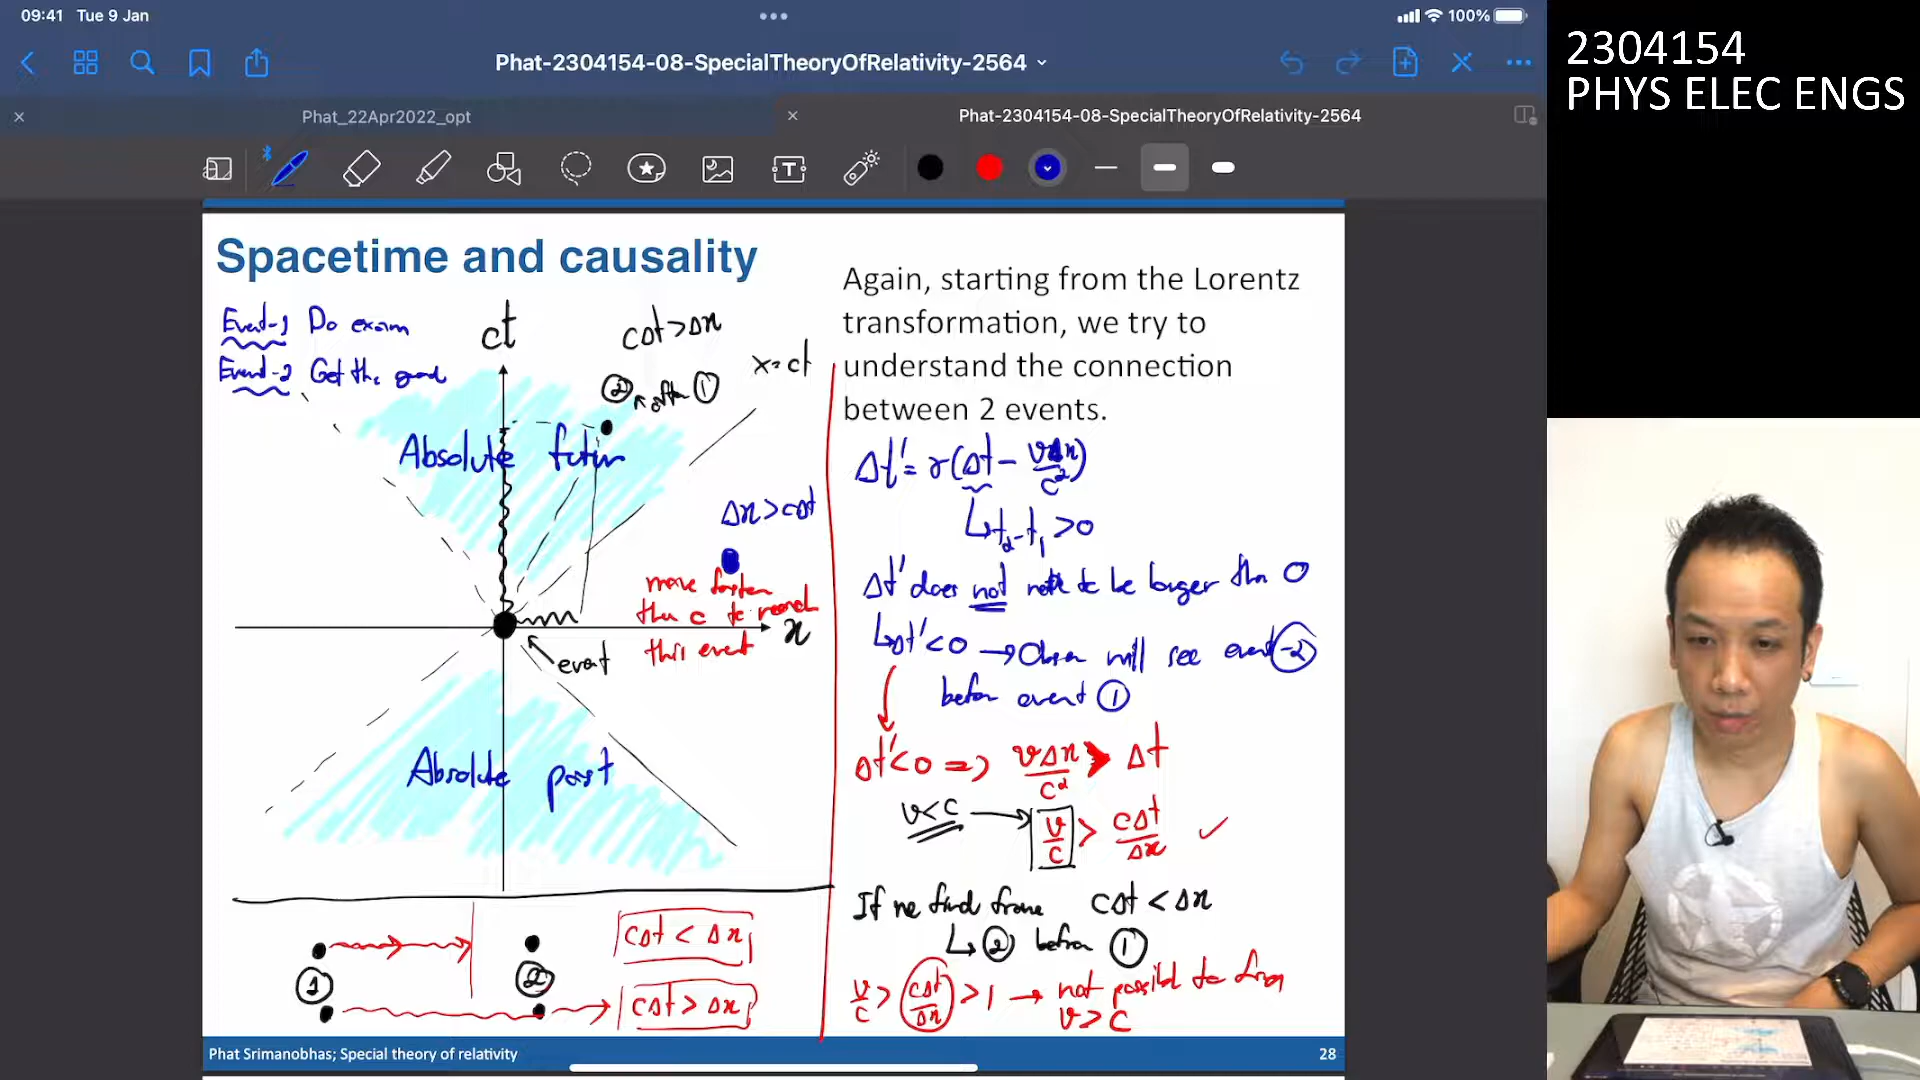 09:41 Tue 9 Jan
100%
Phat-2304154-08-SpecialTheoryOfRelativity-2564
Phat_22Apr2022_opt
Phat-2304154-08-SpecialTheoryOfRelativity-2564
2304154
PHYS ELEC ENGS
Spacetime and causality
Event-1 Do exam
Event-2 Get the
ct
cΔt>Δx
x=ct
② after ①
Absolute
Δx>cΔt
move faster
than c to reach
this event
x
event
Absolute past
①
②
cΔt < Δx
cΔt > Δx
Again, starting from the Lorentz
transformation, we try to
understand the connection
between 2 events.
Δt' = γ(Δt - vΔx/c²)
↳ t₂-t₁ >0
Δt' does not to be larger than 0
↳ Δt'<0 → will see event-2
before event ①
Δt'<0 => vΔx/c² > Δt
v<c → v/c > cΔt/Δx ✓
If we find frame cΔt < Δx
↳ ② before ①
v/c > cΔt/Δx > 1 → not possible to
v > c
Phat Srimanobhas; Special theory of relativity
28